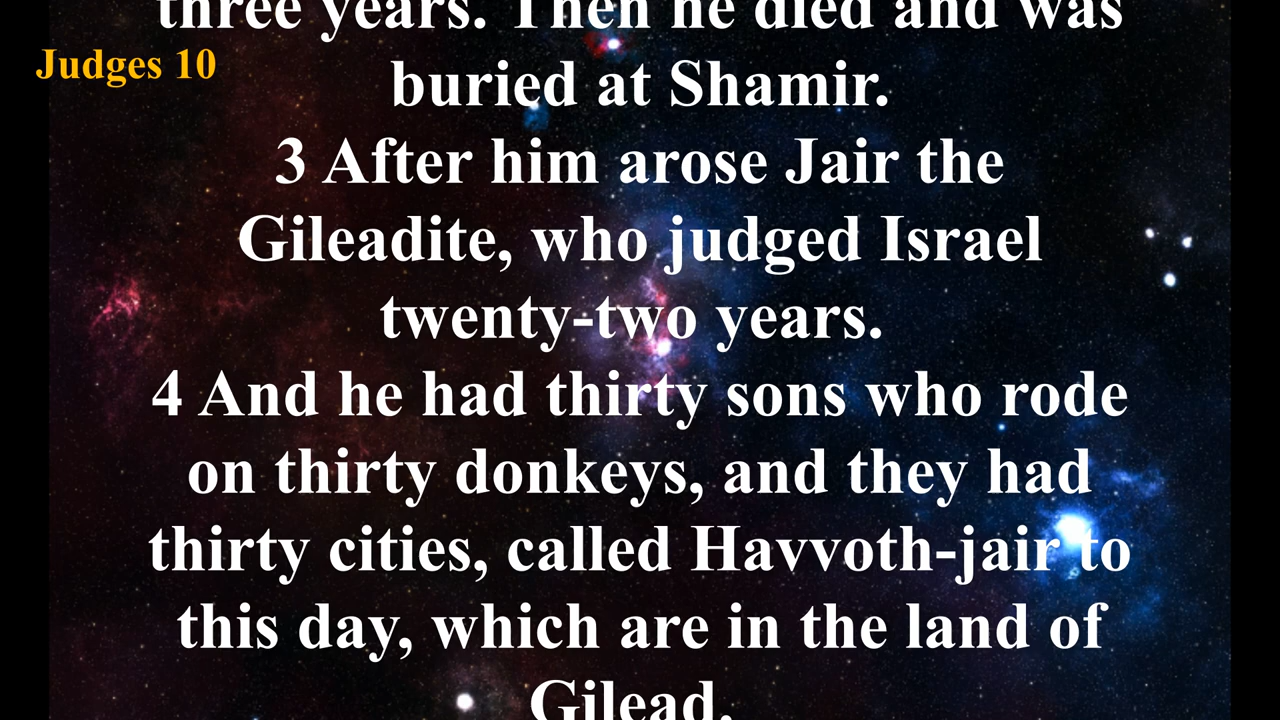 three years. Then he died and was
Judges 10
buried at Shamir.
3 After him arose Jair the
Gileadite, who judged Israel
twenty-two years.
4 And he had thirty sons who rode
on thirty donkeys, and they had
thirty cities, called Havvoth-jair to
this day, which are in the land of
Gilead.